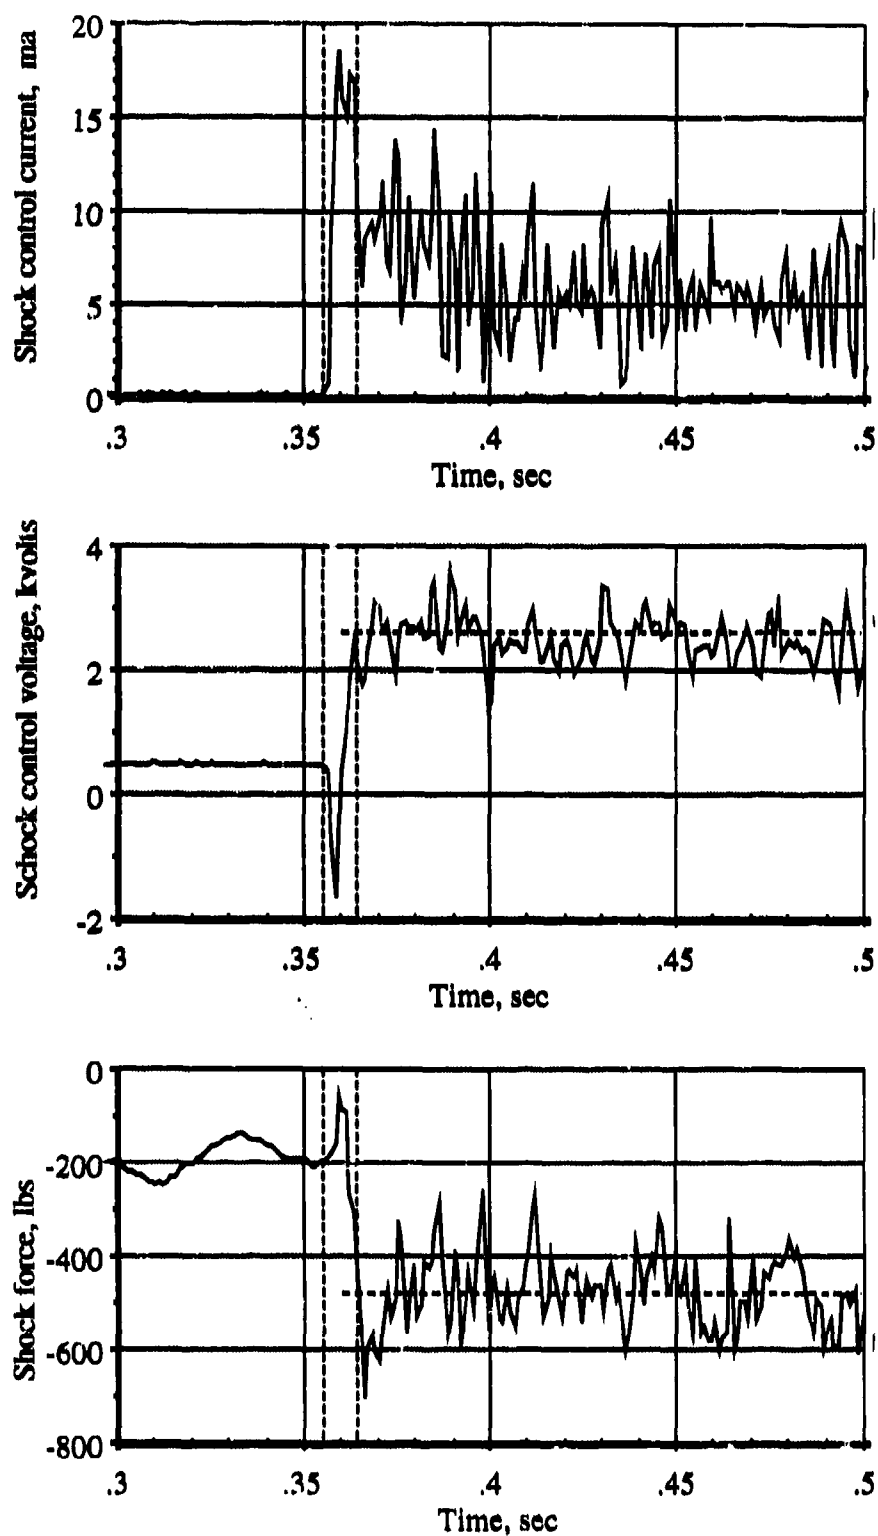 Shock control current, ma
20
15
10
5
0
.3 .35 .4 .45 .5
Time, sec
Schock control voltage, kvolts
4
2
0
-2
.3 .35 .4 .45 .5
Time, sec
Shock force, lbs
0
-200
-400
-600
-800
.3 .35 .4 .45 .5
Time, sec